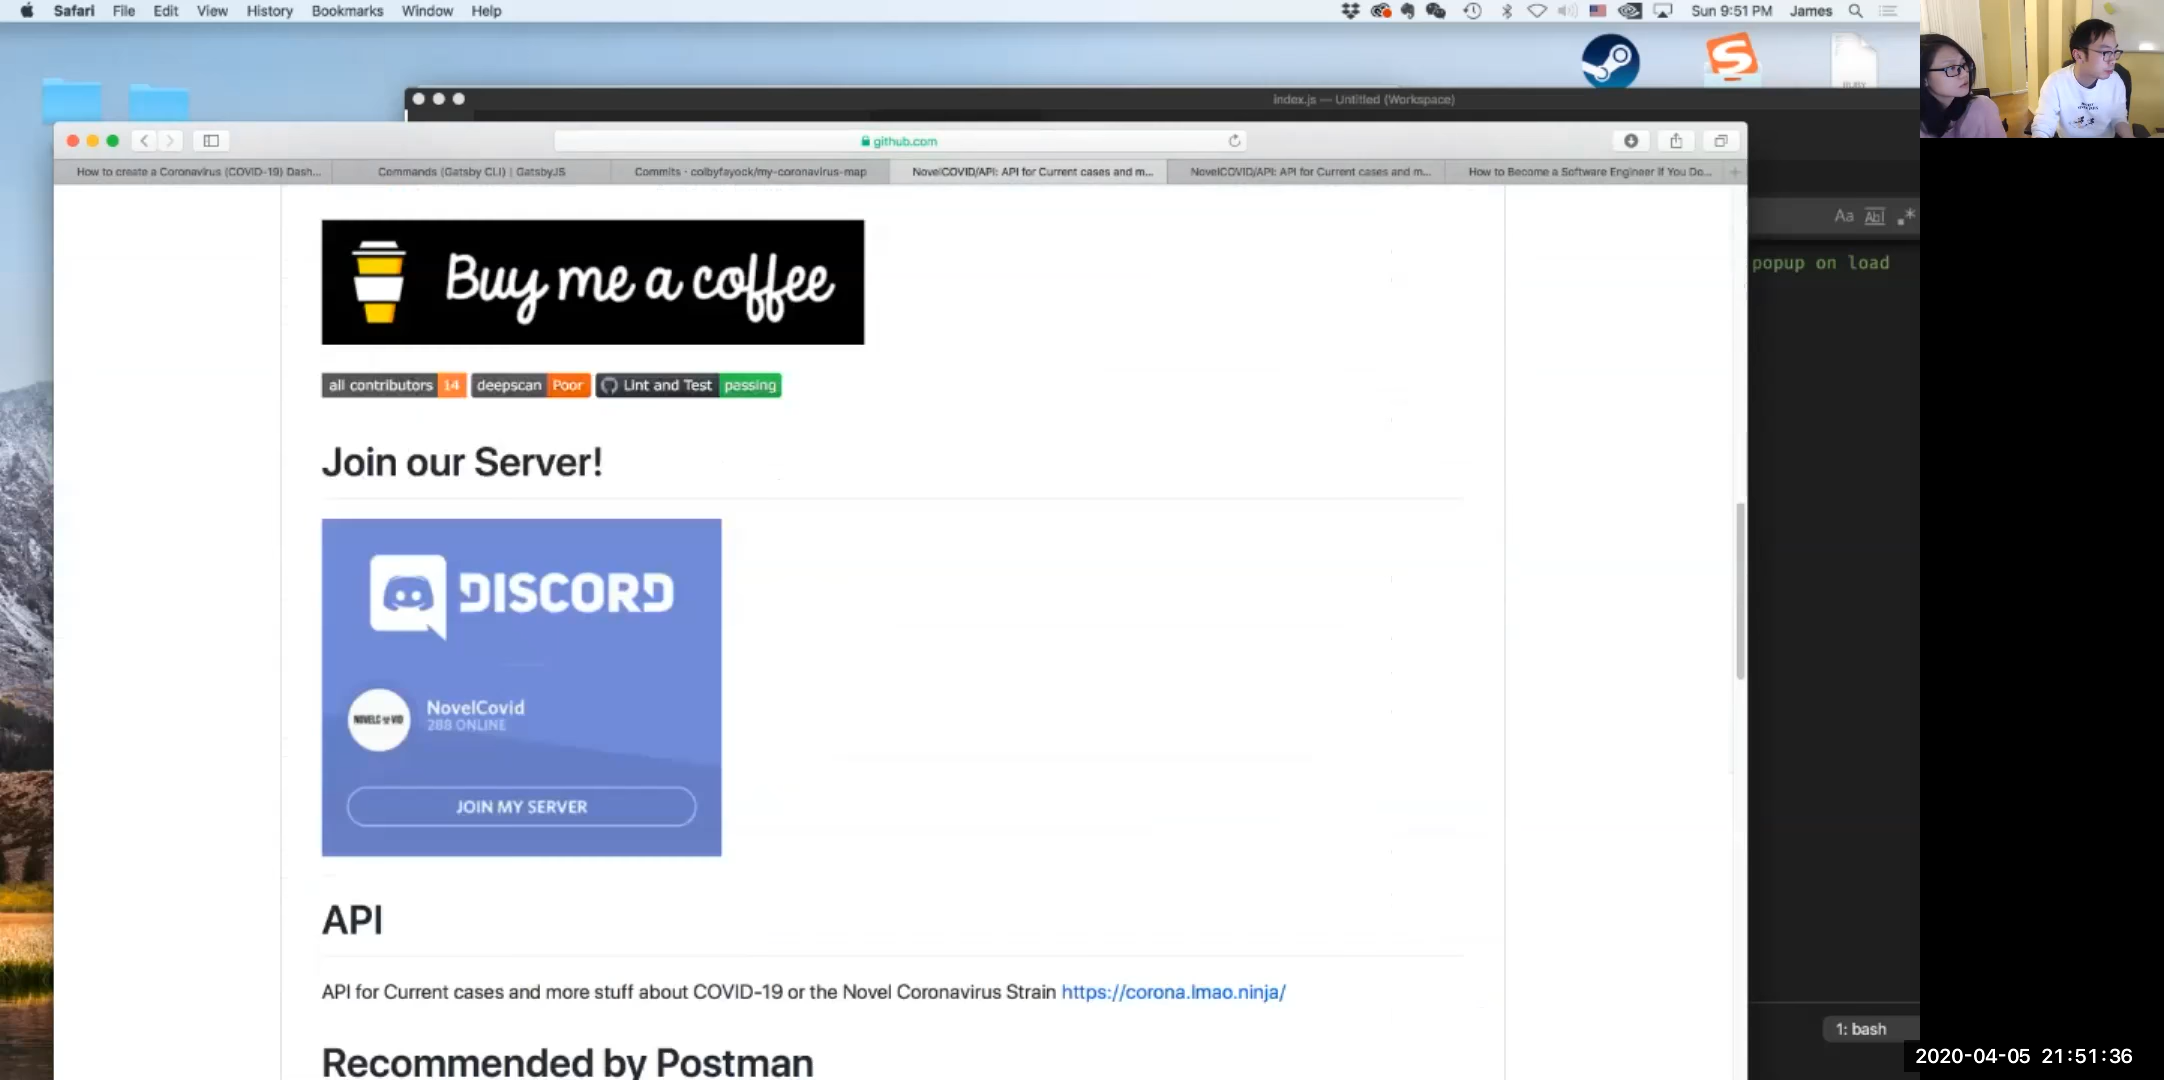 Safari File Edit View History Bookmarks Window Help
Sun 9:51 PM James
index.js — Untitled (Workspace)
github.com
How to create a Coronavirus (COVID-19) Dash...
Commands (Gatsby CLI) | GatsbyJS
Commits · colbyfayock/my-coronavirus-map
NovelCOVID/API: API for Current cases and m...
NovelCOVID/API: API for Current cases and m...
How to Become a Software Engineer if You Do...
Aa Abl .*
popup on load
Buy me a coffee
all contributors 14 deepscan Poor Lint and Test passing
Join our Server!
DISCORD
NOVELC VID
NovelCovid
288 ONLINE
JOIN MY SERVER
API
API for Current cases and more stuff about COVID-19 or the Novel Coronavirus Strain https://corona.lmao.ninja/
Recommended by Postman
1: bash
2020-04-05 21:51:36